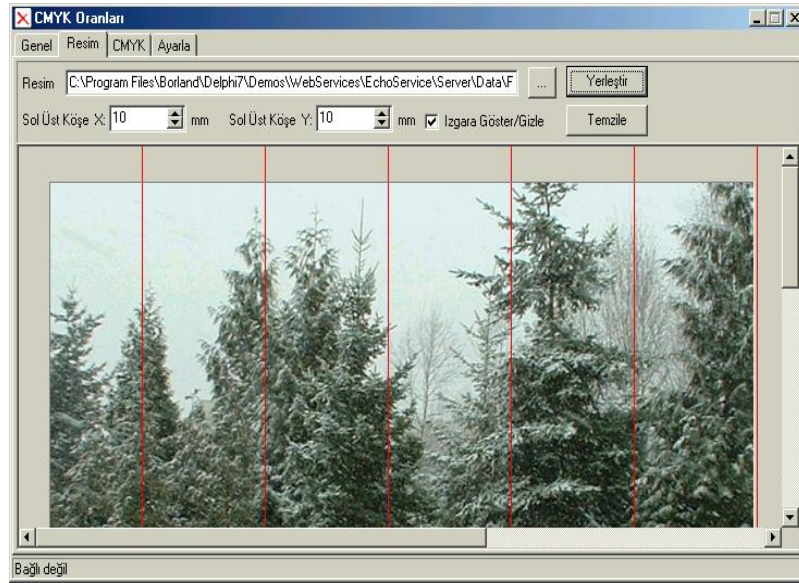 CMYK Oranları
Genel Resim CMYK Ayarla
Resim C:\Program Files\Borland\Delphi7\Demos\WebServices\EchoService\Server\Data\F ... Yerleştir
Sol Üst Köşe X: 10 mm Sol Üst Köşe Y: 10 mm Izgara Göster/Gizle Temzile
Bağlı değil